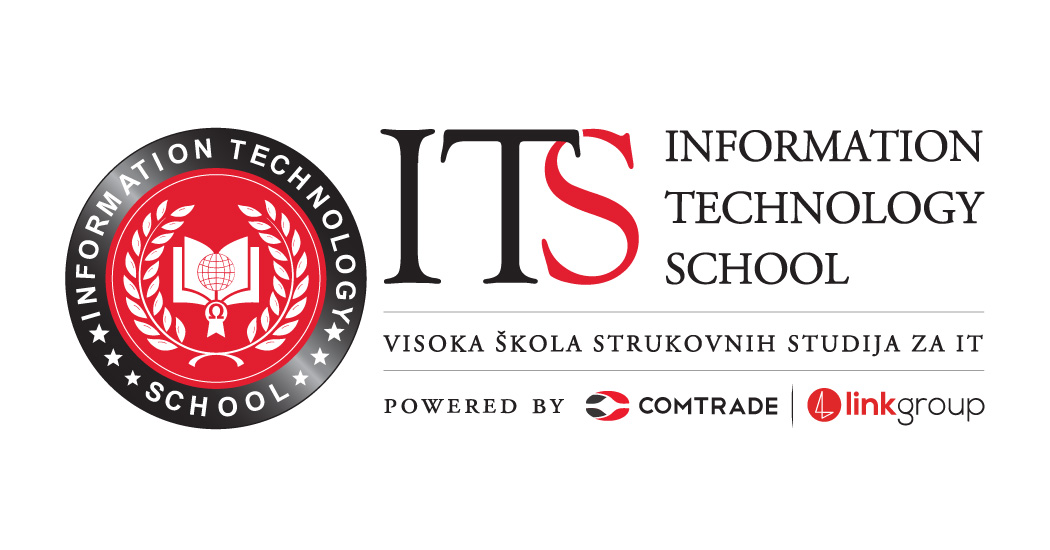 INFORMATION TECHNOLOGY
SCHOOL
Ω
ITS
INFORMATION
TECHNOLOGY
SCHOOL
VISOKA ŠKOLA STRUKOVNIH STUDIJA ZA IT
POWERED BY COMTRADE linkgroup